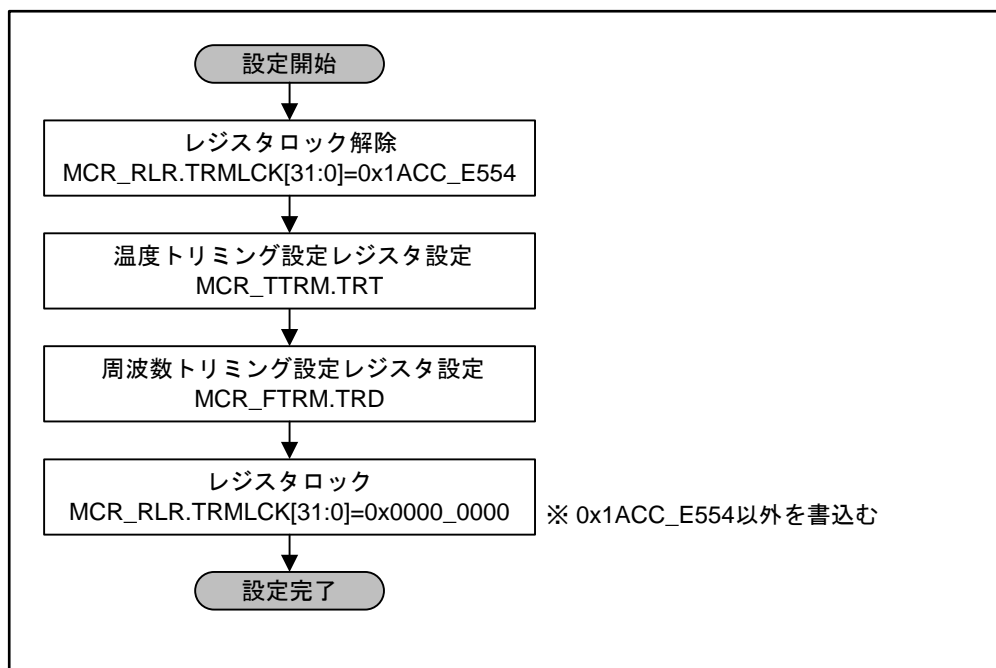 設定開始
レジスタロック解除
MCR_RLR.TRMLCK[31:0]=0x1ACC_E554
温度トリミング設定レジスタ設定
MCR_TTRM.TRT
周波数トリミング設定レジスタ設定
MCR_FTRM.TRD
レジスタロック
MCR_RLR.TRMLCK[31:0]=0x0000_0000
※ 0x1ACC_E554以外を書込む
設定完了